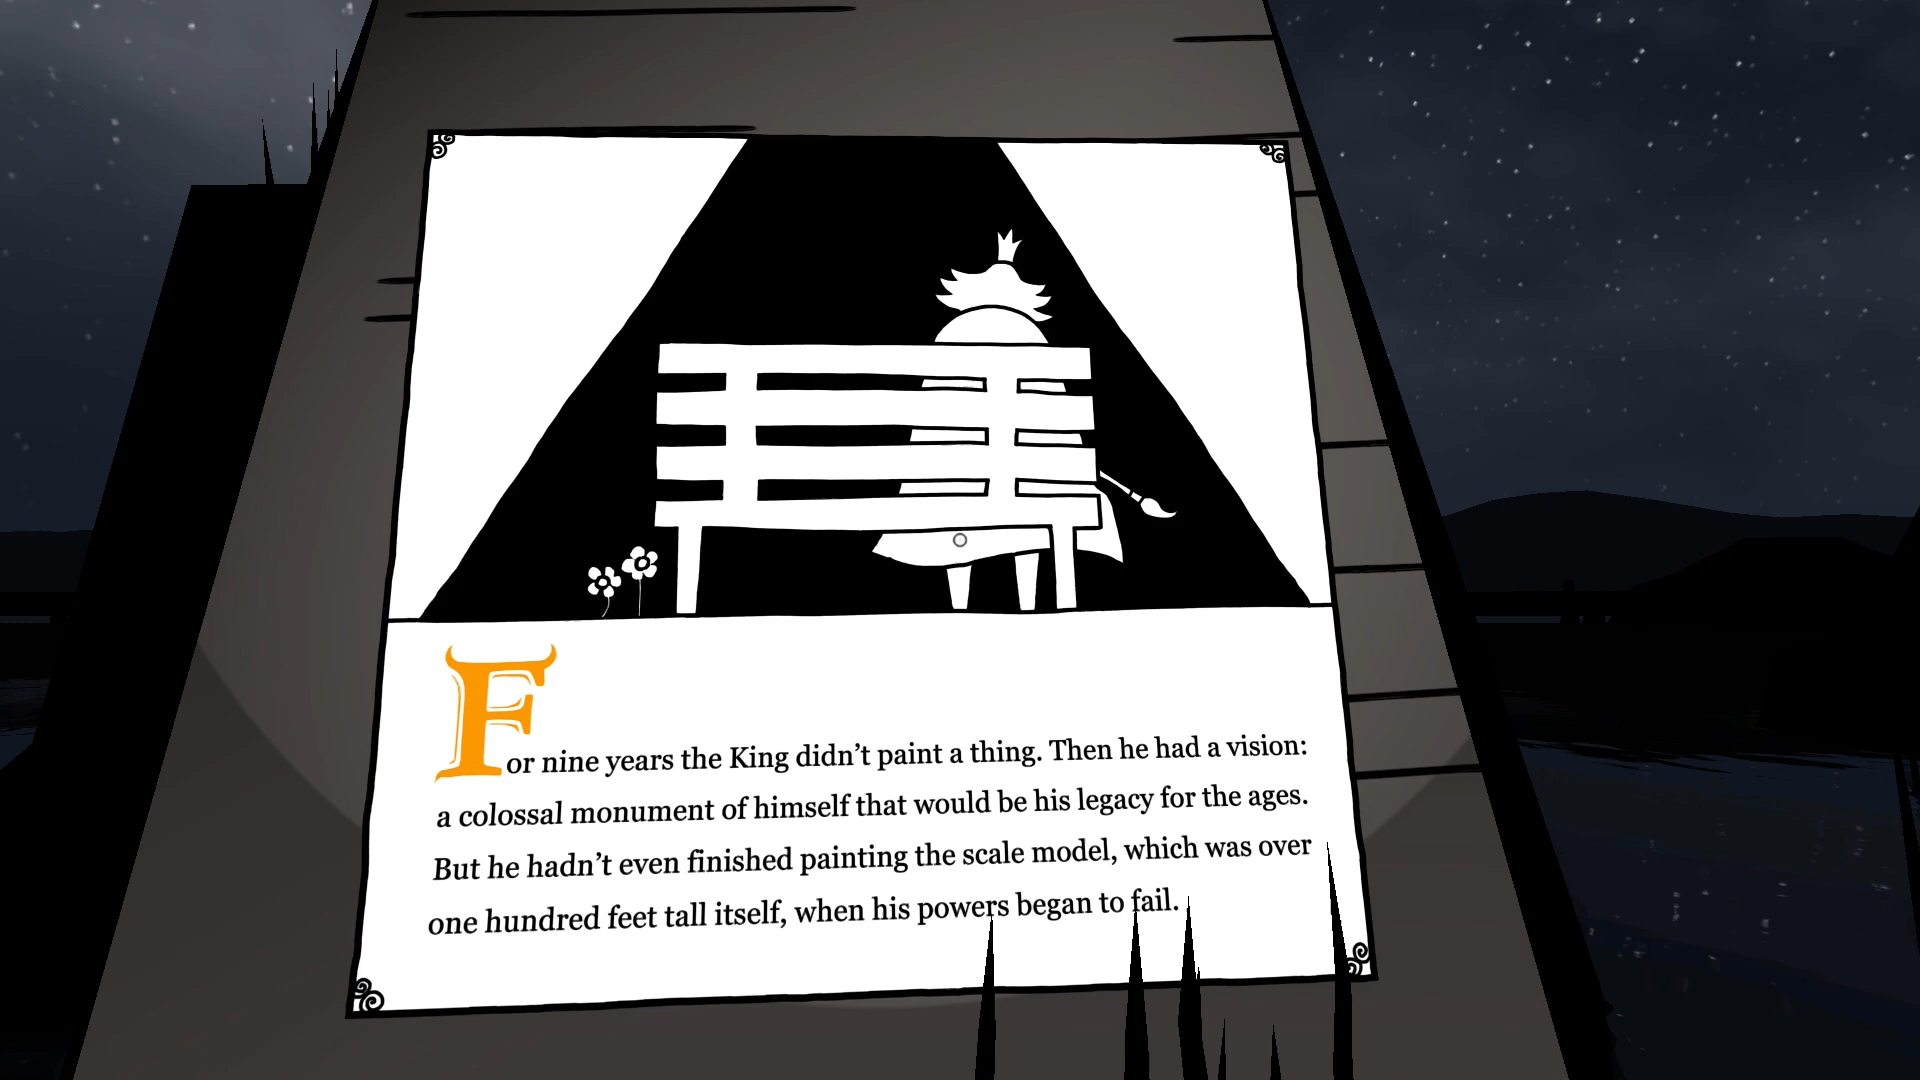 For nine years the King didn’t paint a thing. Then he had a vision:
a colossal monument of himself that would be his legacy for the ages.
But he hadn’t even finished painting the scale model, which was over
one hundred feet tall itself, when his powers began to fail.